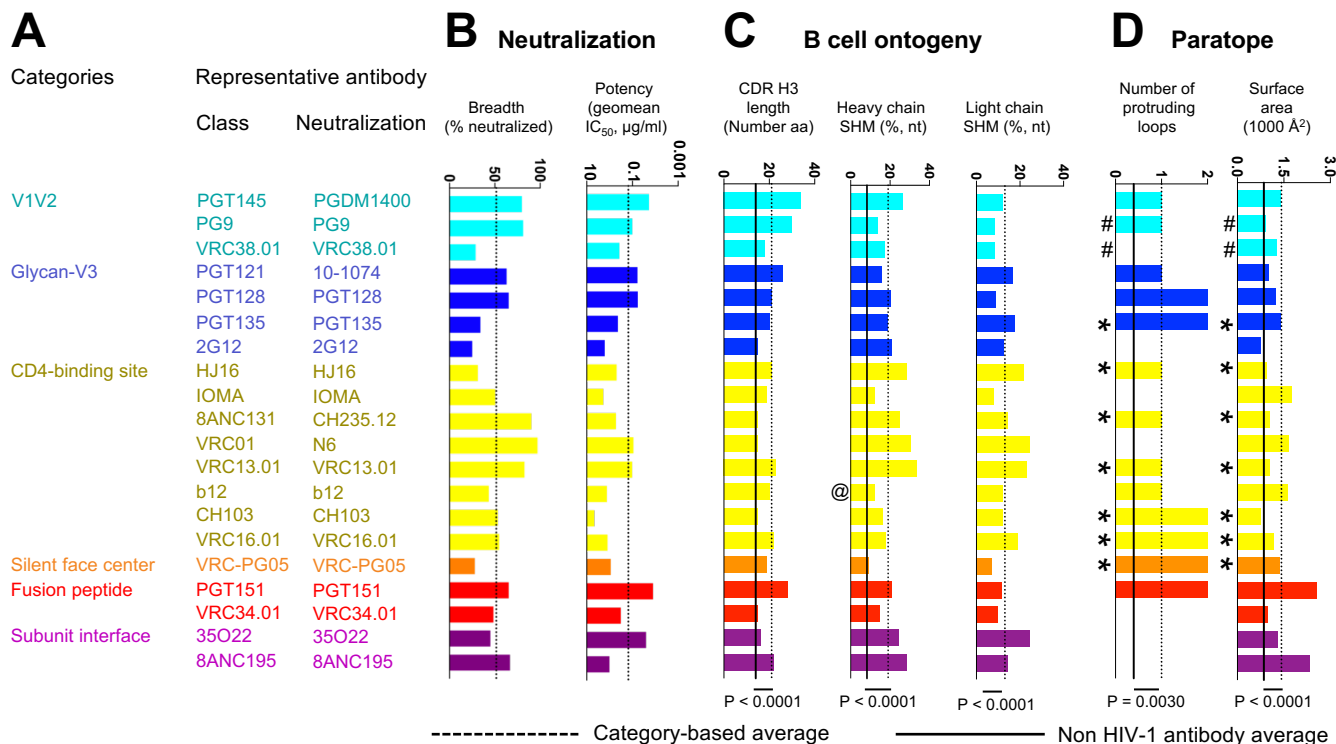 A
B Neutralization
C B cell ontogeny
D Paratope
Categories
Representative antibody
Class Neutralization
Breadth
(% neutralized)
Potency
(geomean
IC50, µg/ml)
CDR H3
length
(Number aa)
Heavy chain
SHM (%, nt)
Light chain
SHM (%, nt)
Number of
protruding
loops
Surface
area
(1000 Å²)
0 50 100
10 0.1 0.001
0 20 40
0 20 40
0 20 40
0 1 2
0.0 1.5 3.0
V1V2 PGT145 PGDM1400
PG9 PG9 # #
VRC38.01 VRC38.01 # #
Glycan-V3 PGT121 10-1074
PGT128 PGT128
PGT135 PGT135 * *
2G12 2G12
CD4-binding site HJ16 HJ16 * *
IOMA IOMA
8ANC131 CH235.12 * *
VRC01 N6
VRC13.01 VRC13.01 * *
b12 b12 @
CH103 CH103 * *
VRC16.01 VRC16.01 * *
Silent face center VRC-PG05 VRC-PG05 * *
Fusion peptide PGT151 PGT151
VRC34.01 VRC34.01
Subunit interface 35O22 35O22
8ANC195 8ANC195
P < 0.0001 P < 0.0001 P < 0.0001 P = 0.0030 P < 0.0001
Category-based average
Non HIV-1 antibody average